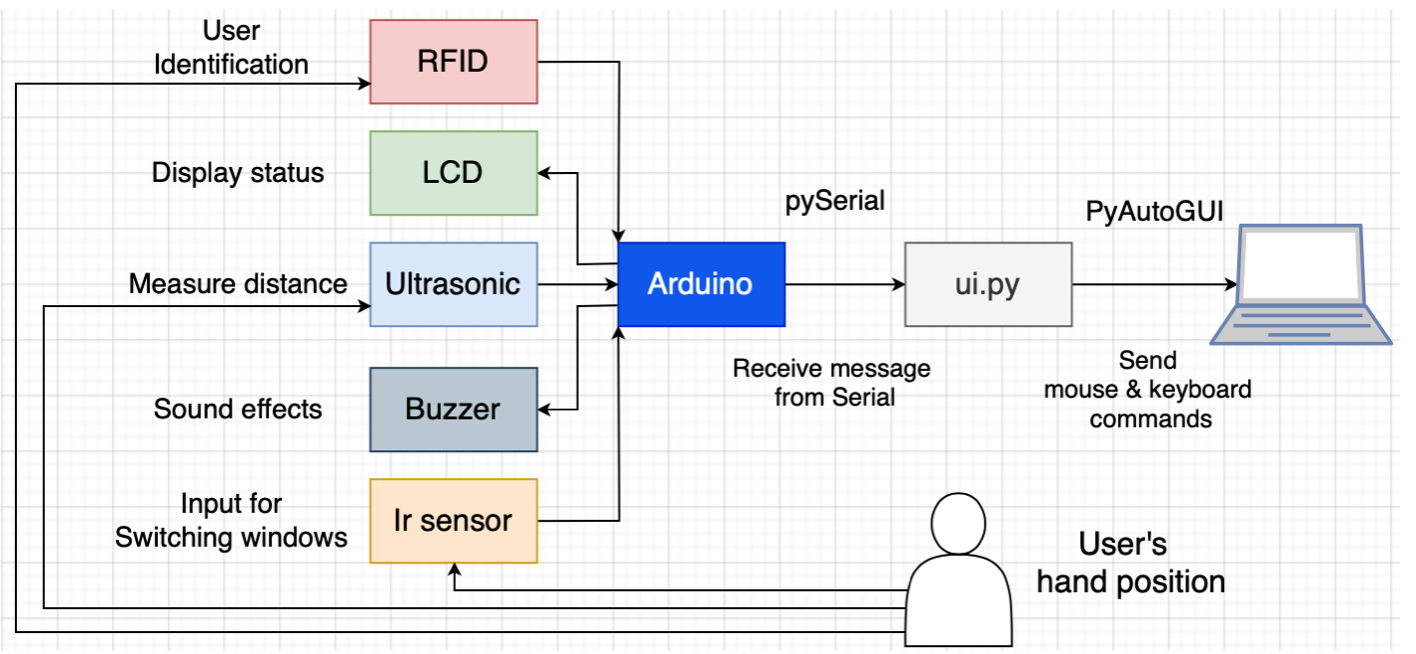 User
Identification
RFID
Display status
LCD
pySerial
PyAutoGUI
Measure distance
Ultrasonic
Arduino
ui.py
Receive message
from Serial
Send
mouse & keyboard
commands
Sound effects
Buzzer
Input for
Switching windows
Ir sensor
User's
hand position